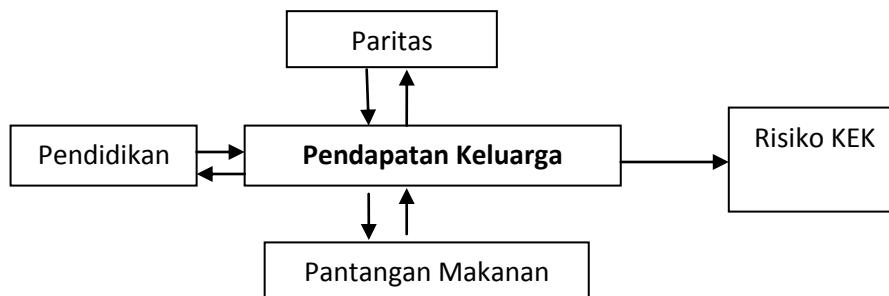 Paritas
Pendidikan
Pendapatan Keluarga
Risiko KEK
Pantangan Makanan